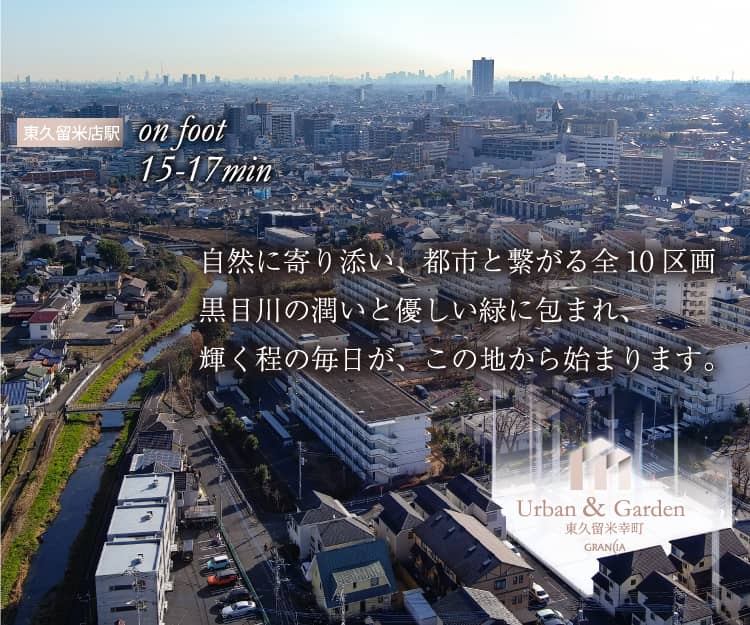 東久留米店駅
on foot
15-17min
自然に寄り添い、都市と繋がる全10区画
黒目川の潤いと優しい緑に包まれ、
輝く程の毎日が、この地から始まります。
Urban & Garden
東久留米幸町
GRANSIA